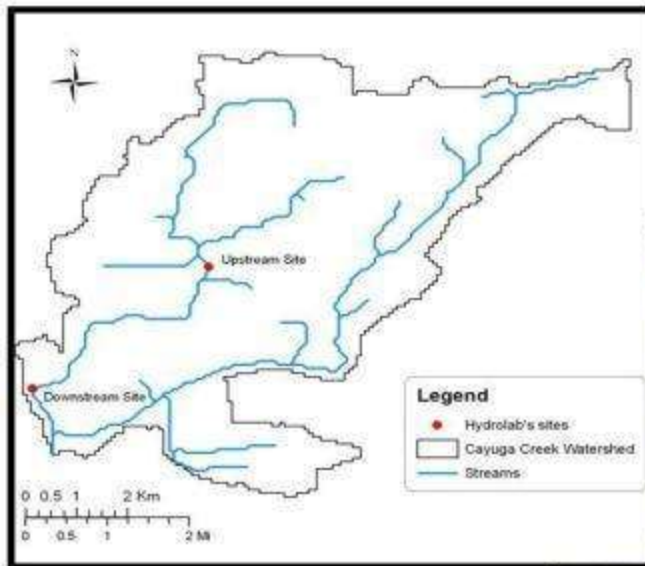 N
Upstream Site
Downstream Site
Legend
Hydrolab's sites
Cayuga Creek Watershed
Streams
0 0.5 1 2 Km
0 0.5 1 2 Mi